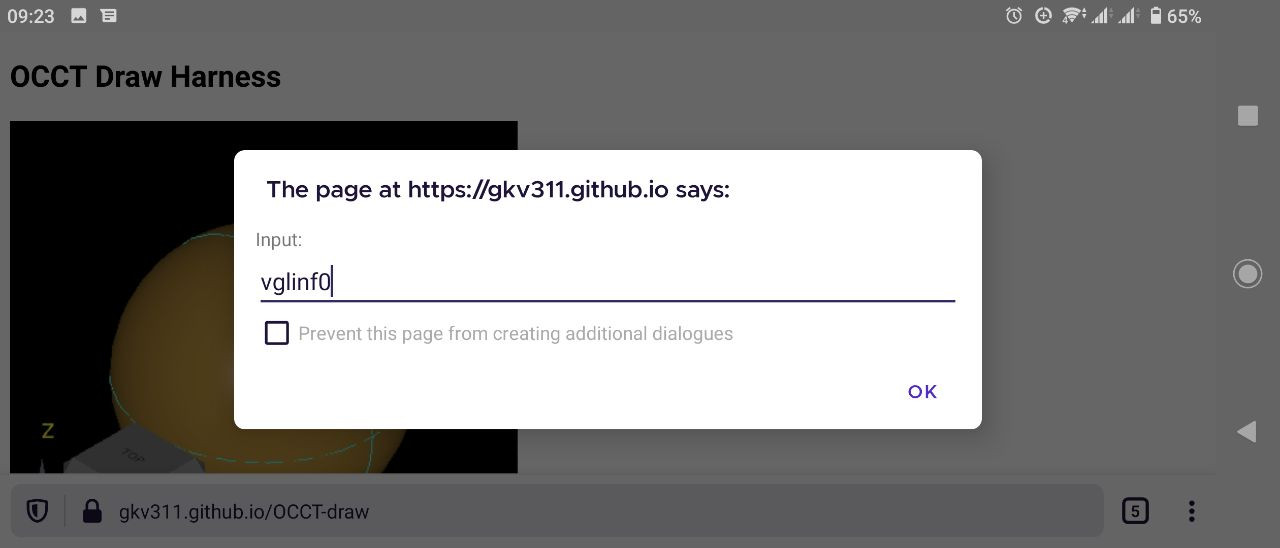 09:23 65%
OCCT Draw Harness
The page at https://gkv311.github.io says:
Input:
vglinf0
Prevent this page from creating additional dialogues
OK
Z
TOP
gkv311.github.io/OCCT-draw 5